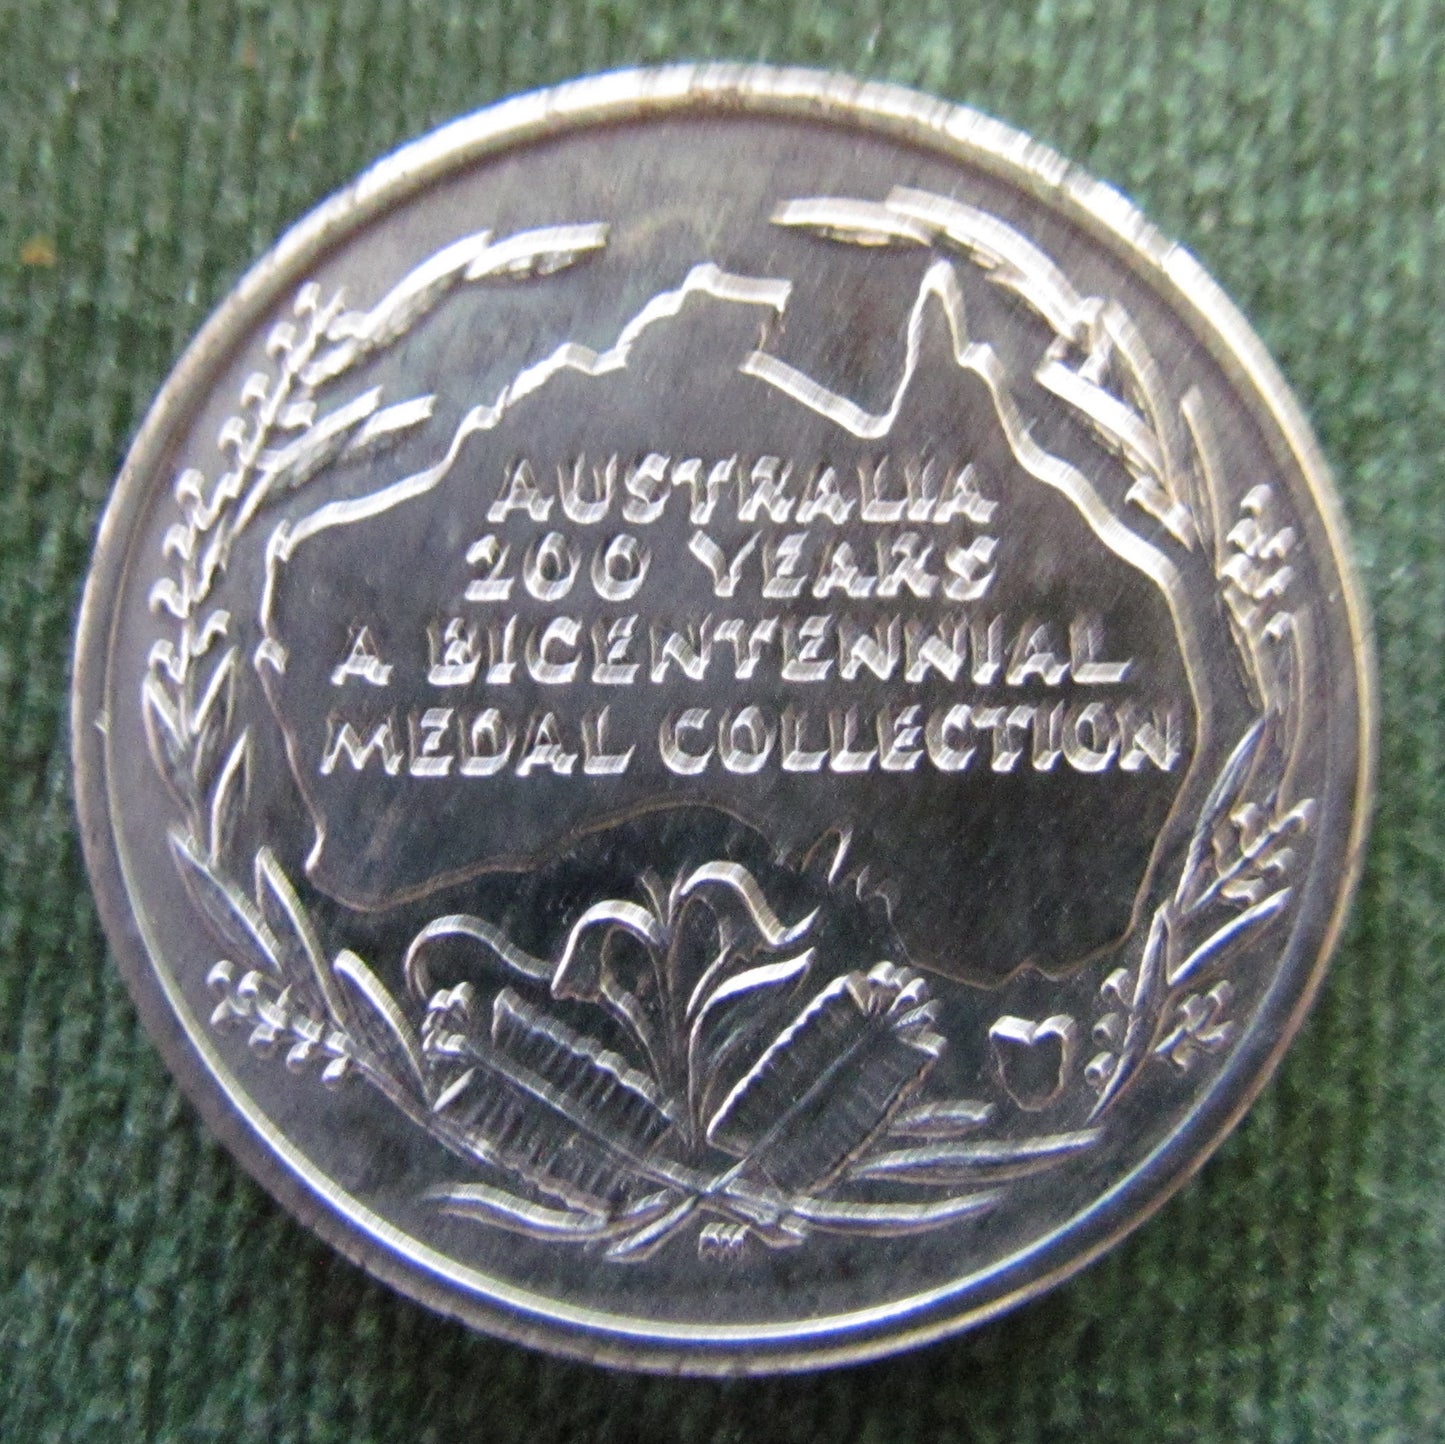 AUSTRALIA
200 YEARS
A BICENTENNIAL
MEDAL COLLECTION